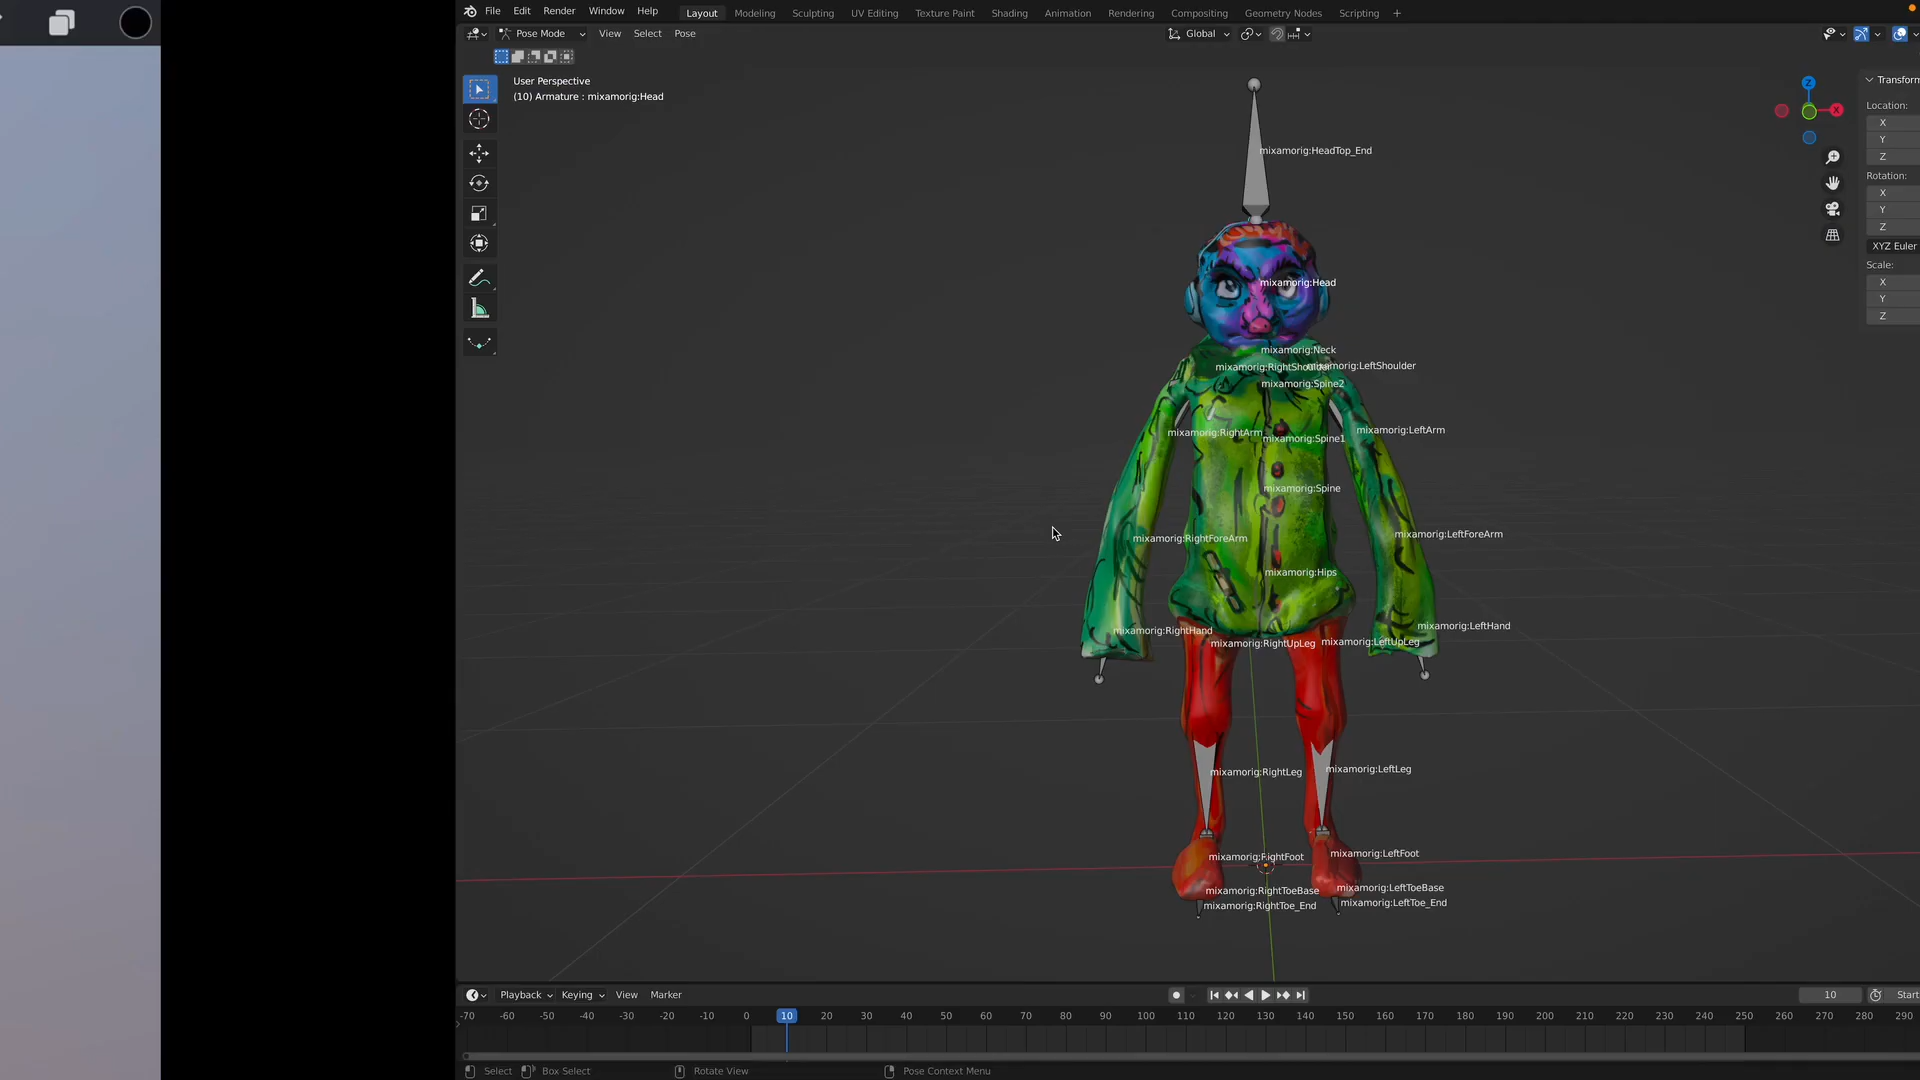 File Edit Render Window Help Layout Modeling Sculpting UV Editing Texture Paint Shading Animation Rendering Compositing Geometry Nodes Scripting +
Pose Mode View Select Pose Global
User Perspective
(10) Armature : mixamorig:Head
Z
X
Transform
Location:
X
Y
Z
Rotation:
X
Y
Z
XYZ Euler
Scale:
X
Y
Z
mixamorig:HeadTop_End
mixamorig:Head
mixamorig:Neck
mixamorig:LeftShoulder
mixamorig:Spine2
mixamorig:LeftArm
mixamorig:RightArm
mixamorig:Spine1
mixamorig:Spine
mixamorig:LeftForeArm
mixamorig:RightForeArm
mixamorig:Hips
mixamorig:LeftHand
mixamorig:RightHand
mixamorig:RightUpLeg
mixamorig:LeftUpLeg
mixamorig:RightLeg
mixamorig:LeftLeg
mixamorig:RightFoot
mixamorig:LeftFoot
mixamorig:RightToeBase
mixamorig:LeftToeBase
mixamorig:RightToe_End
mixamorig:LeftToe_End
Playback Keying View Marker 10 Start
-70 -60 -50 -40 -30 -20 -10 0 10 20 30 40 50 60 70 80 90 100 110 120 130 140 150 160 170 180 190 200 210 220 230 240 250 260 270 280 290
Select Box Select Rotate View Pose Context Menu